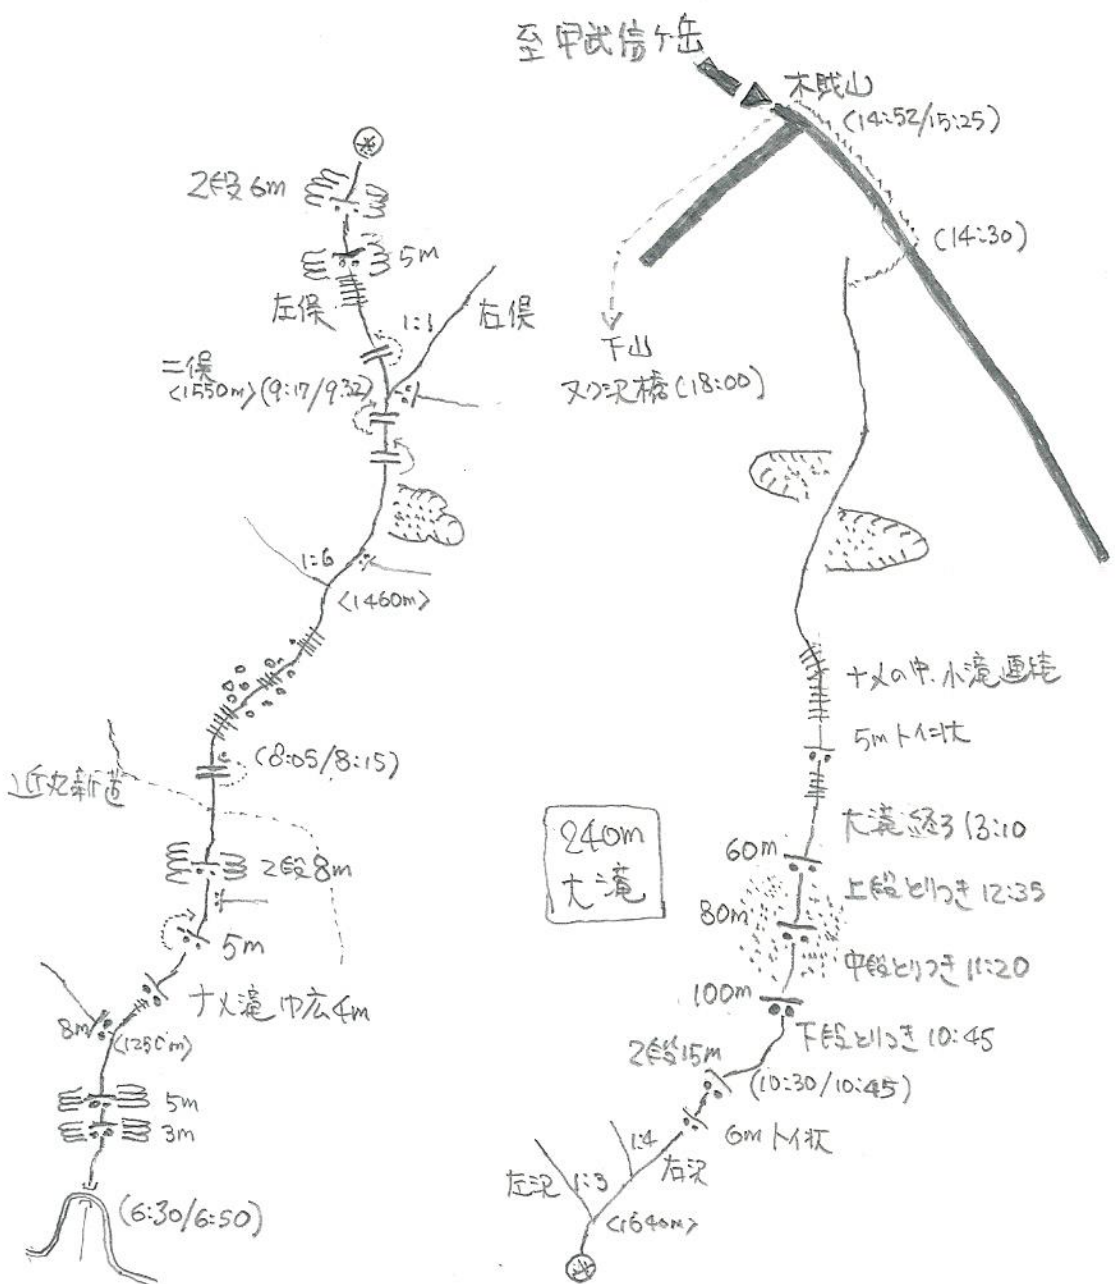 2段6m
5m
左俣
1:1
右俣
二俣
<1550m>(9:17/9:32)
1:6
<1460m>
(8:05/8:15)
近丸新道
2段8m
5m
ナメ滝 巾広4m
8m
<1250m>
5m
3m
(6:30/6:50)
至甲武信ヶ岳
木賊山
(14:52/15:25)
(14:30)
下山
ヌク沢橋(18:00)
ナメの中、小滝連続
5mトイ状
240m
大滝
大滝終了13:10
60m
上段とりつき12:35
80m
中段とりつき11:20
100m
下段とりつき10:45
2段15m
(10:30/10:45)
6mトイ状
1:4
右沢
左沢
1:3
<1640m>